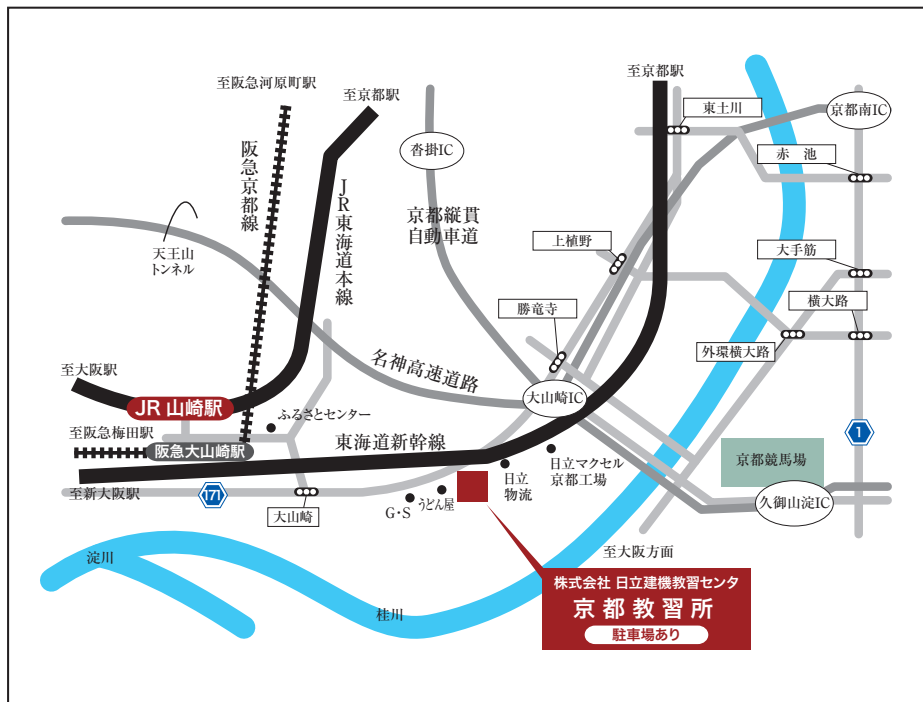 至阪急河原町駅
至京都駅
至京都駅
東土川
京都南IC
沓掛IC
赤　池
阪急京都線
JR東海道本線
京都縦貫
自動車道
上植野
大手筋
天王山
トンネル
勝竜寺
横大路
外環横大路
名神高速道路
至大阪駅
大山崎IC
JR 山崎駅
ふるさとセンター
至阪急梅田駅
阪急大山崎駅
東海道新幹線
1
京都競馬場
日立マクセル
京都工場
日立
物流
至新大阪駅
171
大山崎
G・S
うどん屋
久御山淀IC
至大阪方面
淀川
桂川
株式会社 日立建機教習センタ
京都教習所
駐車場あり